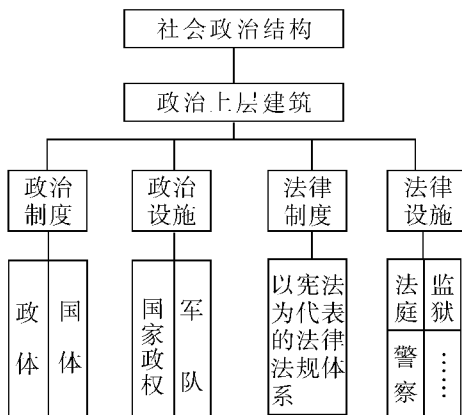 社会政治结构
政治上层建筑
政治
制度
政治
设施
法律
制度
法律
设施
政体
国体
国家政权
军队
以宪法
为代表
的法律
法规体
系
法庭
监狱
警察
……